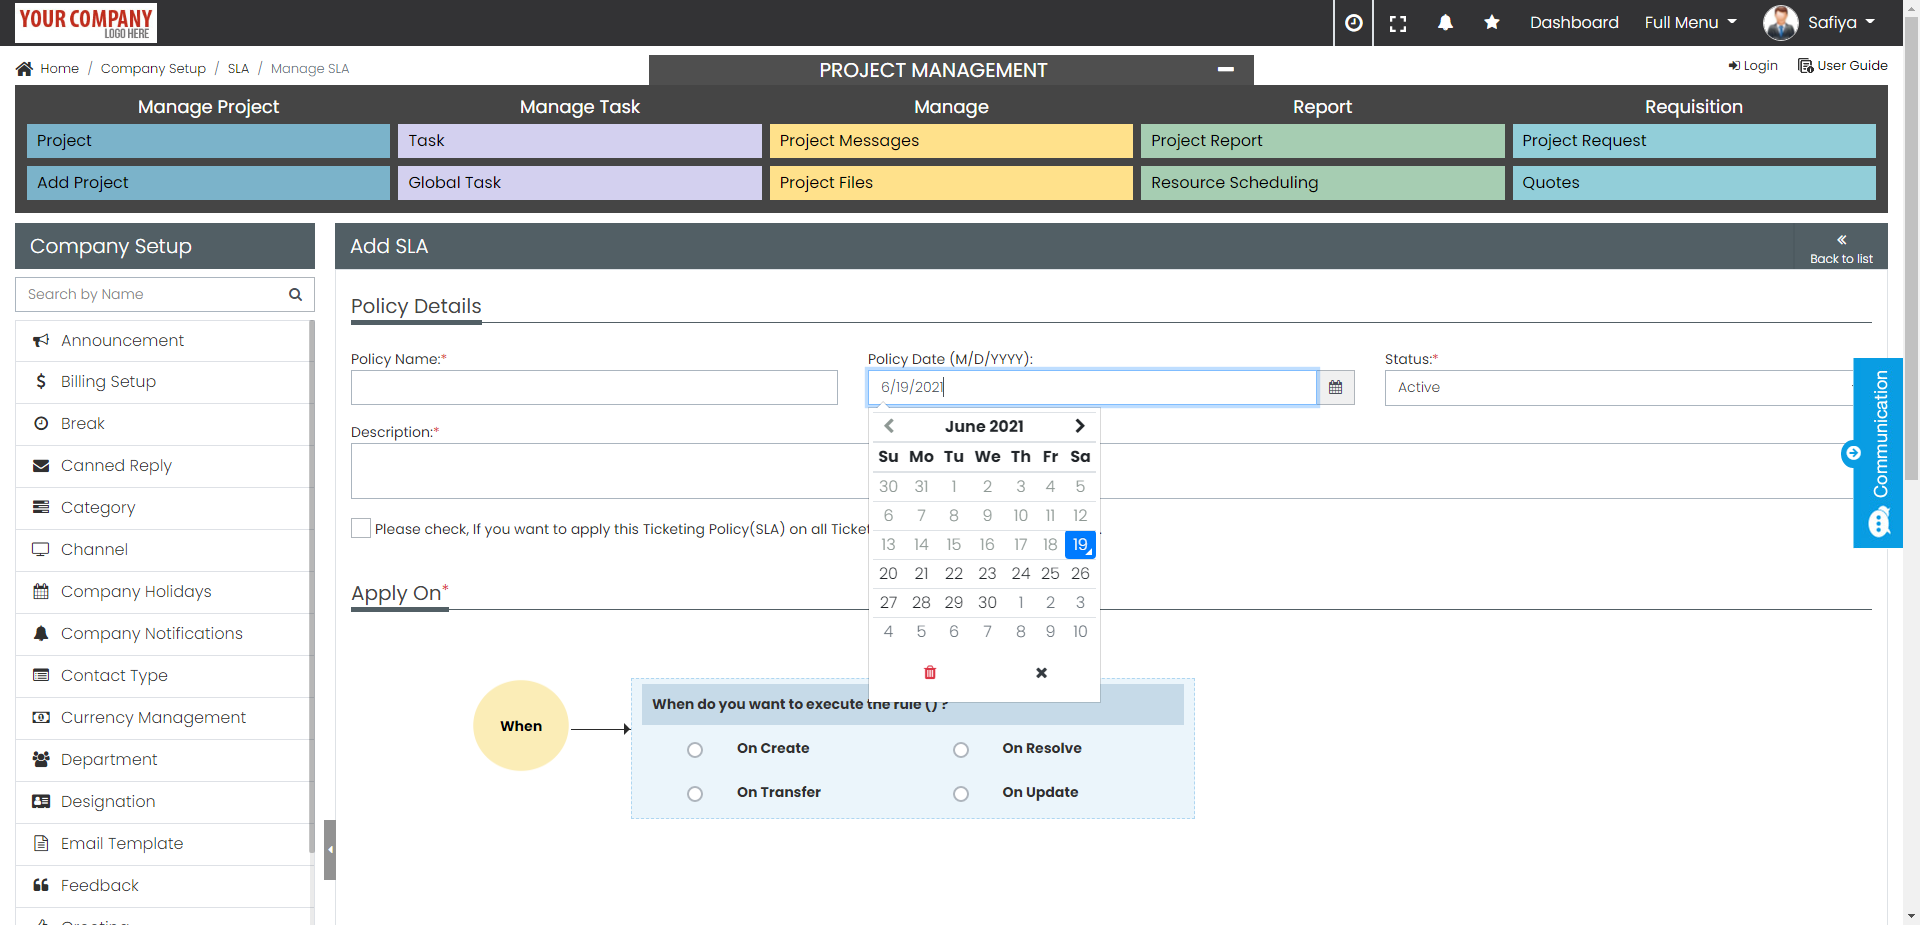 YOUR COMPANY
LOGO HERE
Dashboard
Full Menu
Safiya
Home / Company Setup / SLA / Manage SLA
PROJECT MANAGEMENT
Login
User Guide
Manage Project
Manage Task
Manage
Report
Requisition
Project
Task
Project Messages
Project Report
Project Request
Add Project
Global Task
Project Files
Resource Scheduling
Quotes
Company Setup
Search by Name
Announcement
Billing Setup
Break
Canned Reply
Category
Channel
Company Holidays
Company Notifications
Contact Type
Currency Management
Department
Designation
Email Template
Feedback
Add SLA
Back to list
Policy Details
Policy Name:*
Policy Date (M/D/YYYY):
6/19/2021
Status:*
Active
Description:*
June 2021
Su Mo Tu We Th Fr Sa
30 31 1 2 3 4 5
6 7 8 9 10 11 12
13 14 15 16 17 18 19
20 21 22 23 24 25 26
27 28 29 30 1 2 3
4 5 6 7 8 9 10
Please check, If you want to apply this Ticketing Policy(SLA) on all
Apply On*
When
When do you want to execute the rule () ?
On Create
On Resolve
On Transfer
On Update
Communication